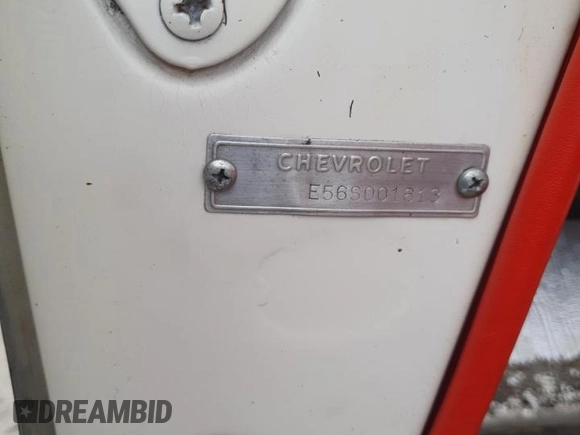 CHEVROLET
E56S001813
DREAMBID